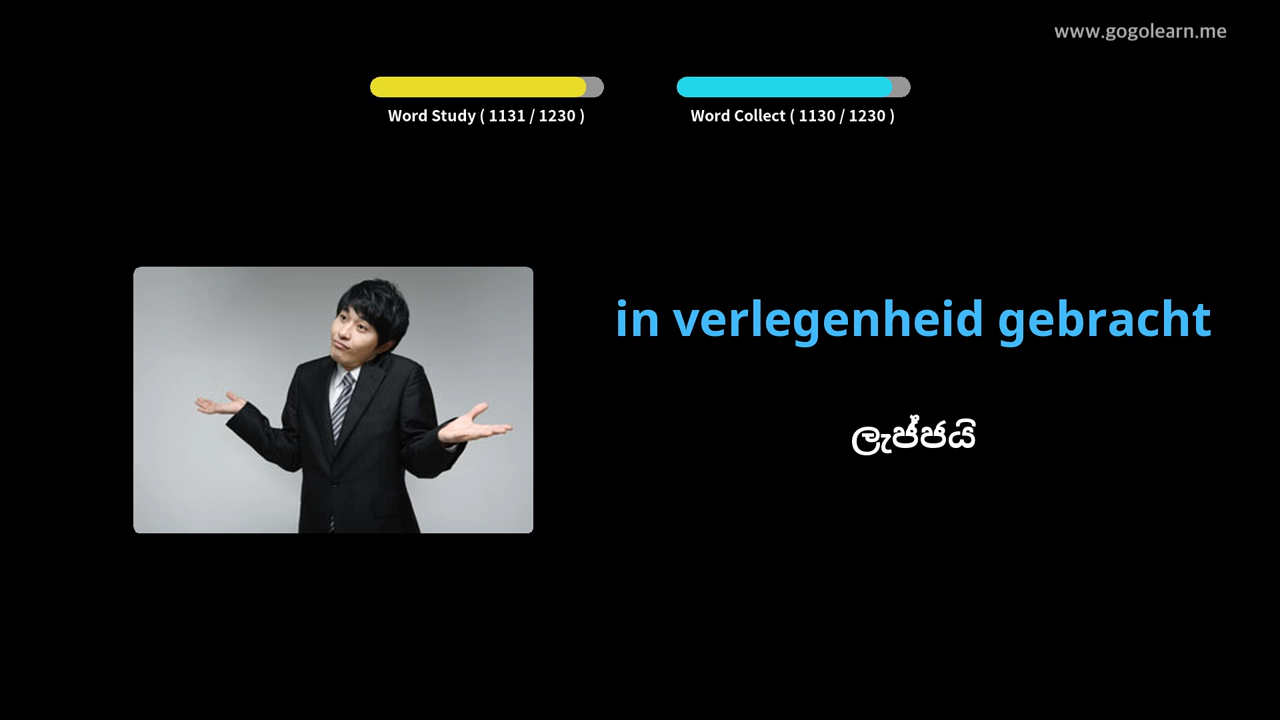 www.gogolearn.me
Word Study ( 1131 / 1230 )
Word Collect ( 1130 / 1230 )
in verlegenheid gebracht
ලැජ්ජයි